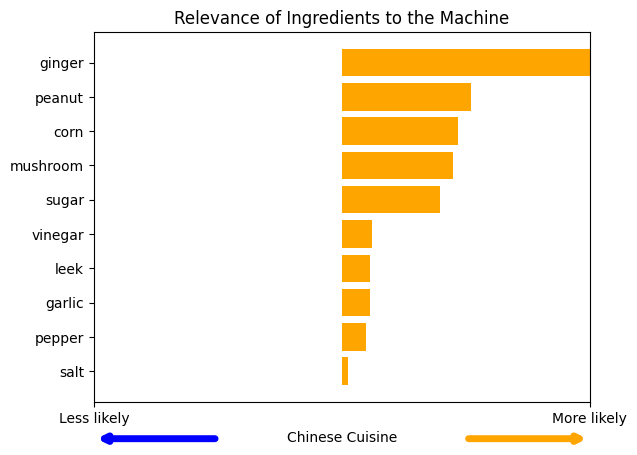 Relevance of Ingredients to the Machine
ginger
peanut
corn
mushroom
sugar
vinegar
leek
garlic
pepper
salt
Less likely More likely
Chinese Cuisine